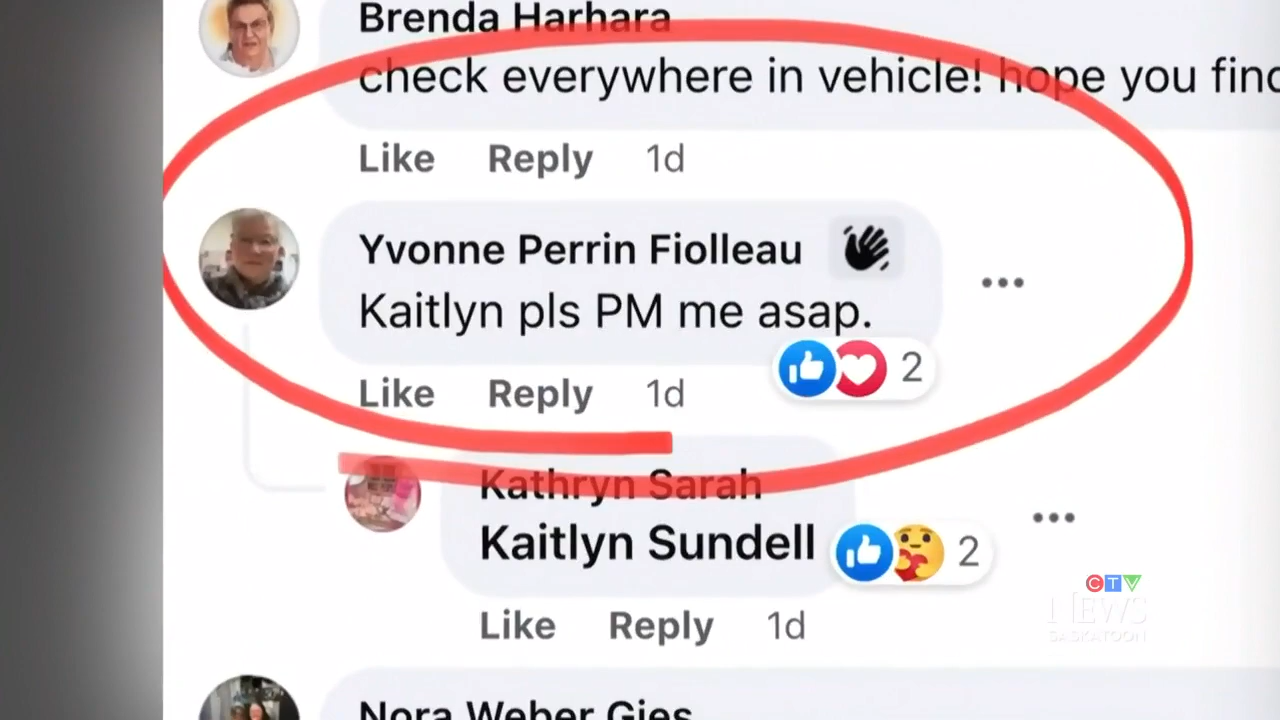 Brenda Harhara
check everywhere in vehicle! hope you find
Like Reply 1d
Yvonne Perrin Fiolleau
Kaitlyn pls PM me asap.
2
Like Reply 1d
Kathryn Sarah
Kaitlyn Sundell
2
Like Reply 1d
CTV
NEWS
SASKATOON
Nora Weber Gies